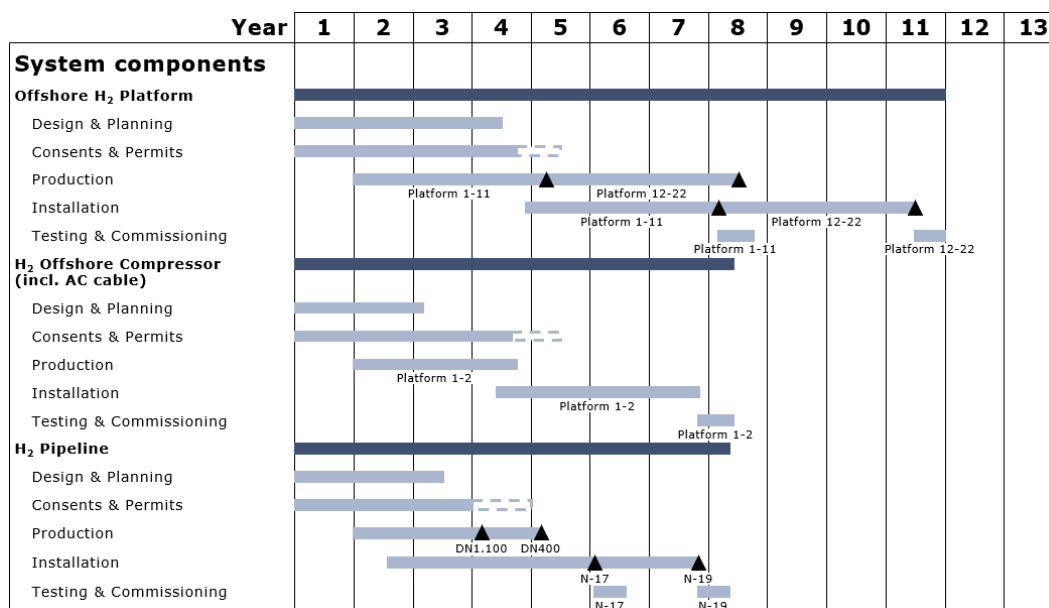 Year 1 2 3 4 5 6 7 8 9 10 11 12 13
System components
Offshore H₂ Platform
Design & Planning
Consents & Permits
Production
Platform 1-11 Platform 12-22
Installation
Platform 1-11 Platform 12-22
Testing & Commissioning
Platform 1-11 Platform 12-22
H₂ Offshore Compressor
(incl. AC cable)
Design & Planning
Consents & Permits
Production
Platform 1-2
Installation
Platform 1-2
Testing & Commissioning
Platform 1-2
H₂ Pipeline
Design & Planning
Consents & Permits
Production
DN1.100 DN400
Installation
N-17 N-19
Testing & Commissioning
N-17 N-19